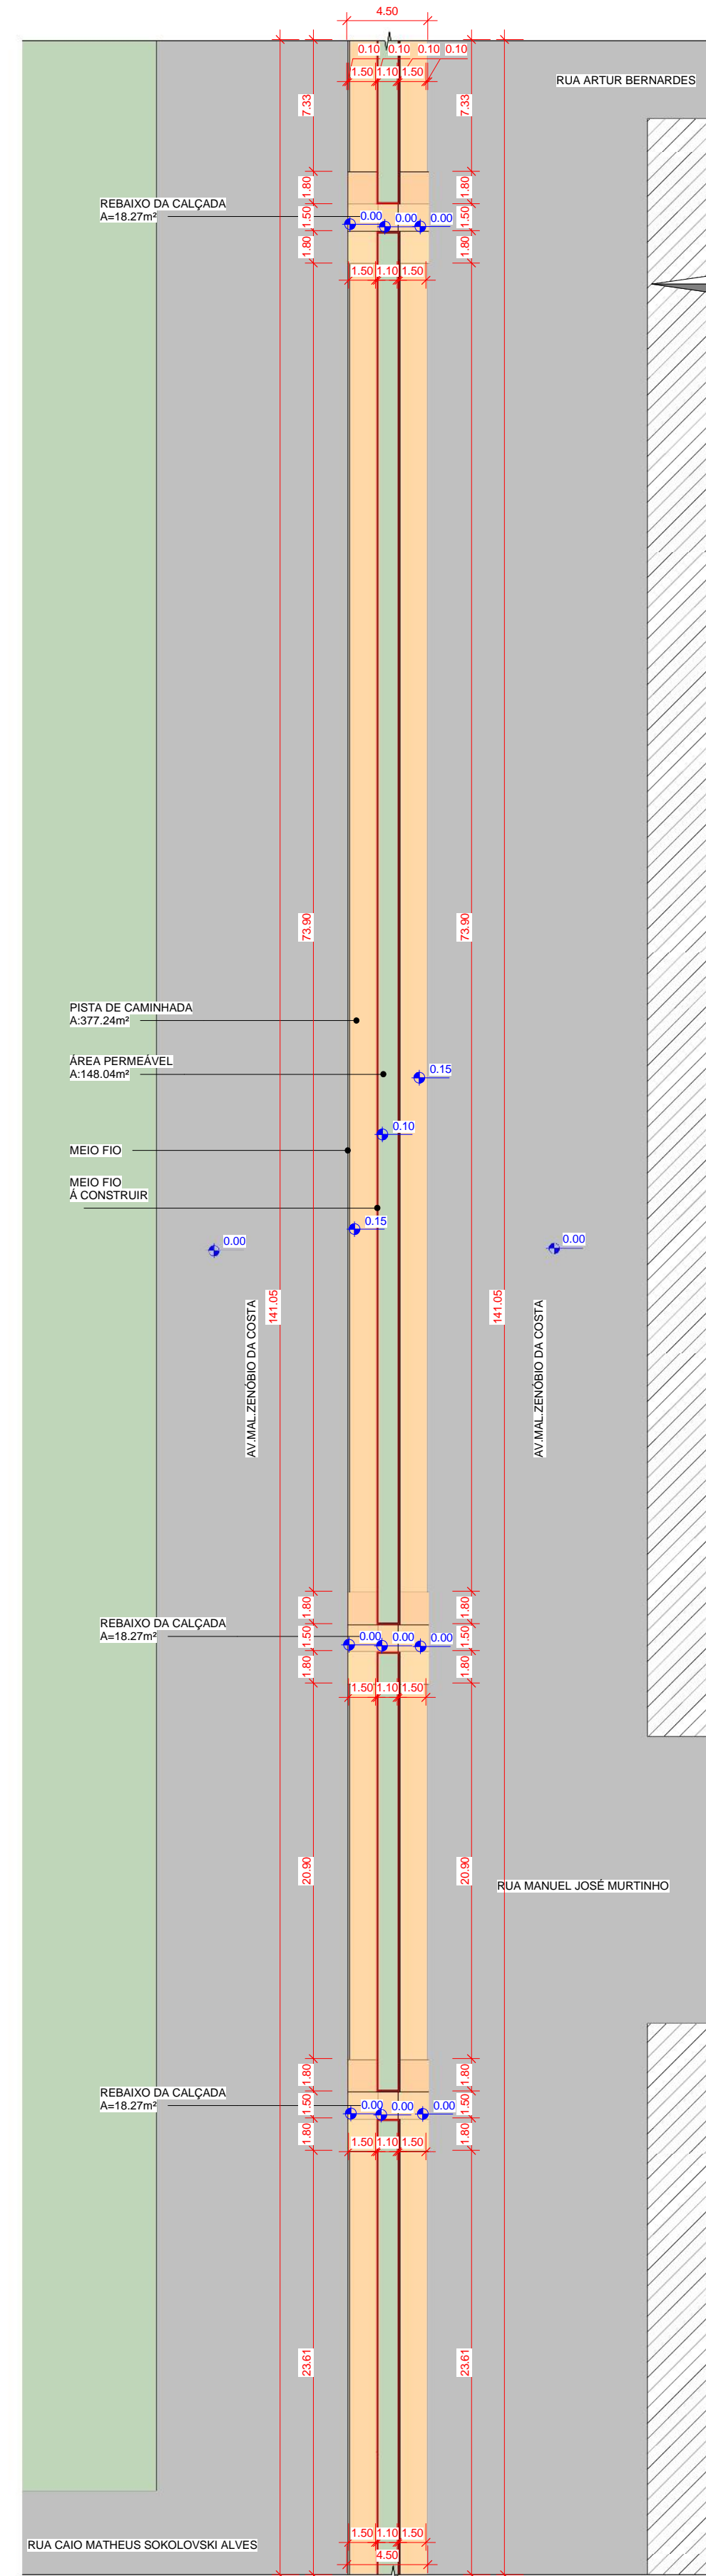 4.50
0.10 0.10 0.10 0.10
1.50 1.10 1.50
RUA ARTUR BERNARDES
7.33
7.33
1.80
1.80
REBAIXO DA CALÇADA
A=18.27m²
0.00 0.00 0.00
1.50
1.50
1.80
1.80
1.50 1.10 1.50
73.90
73.90
PISTA DE CAMINHADA
A:377.24m²
ÁREA PERMEÁVEL
A:148.04m²
0.15
0.10
MEIO FIO
MEIO FIO
Á CONSTRUIR
0.15
0.00
0.00
141.05
141.05
AV.MAL.ZENÓBIO DA COSTA
AV.MAL.ZENÓBIO DA COSTA
1.80
1.80
REBAIXO DA CALÇADA
A=18.27m²
0.00 0.00 0.00
1.50
1.50
1.80
1.80
1.50 1.10 1.50
20.90
20.90
RUA MANUEL JOSÉ MURTINHO
1.80
1.80
REBAIXO DA CALÇADA
A=18.27m²
0.00 0.00 0.00
1.50
1.50
1.80
1.80
1.50 1.10 1.50
23.61
23.61
1.50 1.10 1.50
RUA CAIO MATHEUS SOKOLOVSKI ALVES
4.50